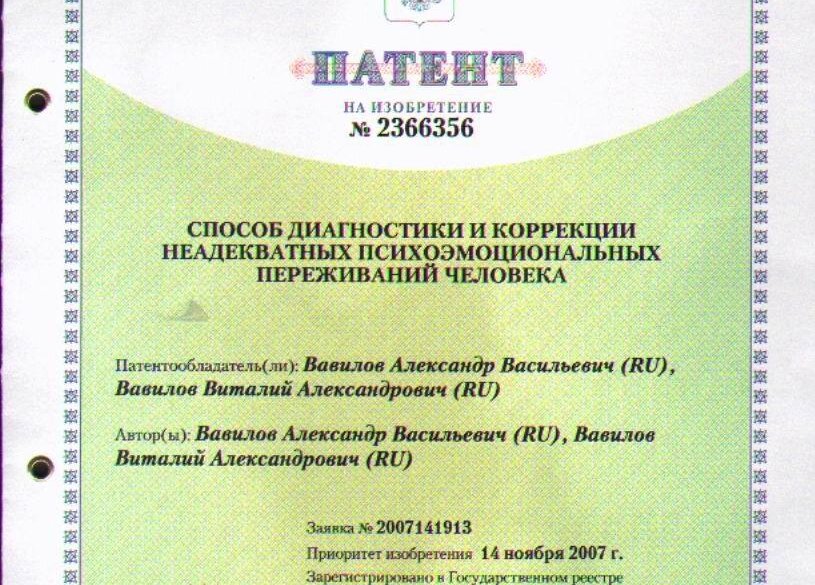 ПАТЕНТ
НА ИЗОБРЕТЕНИЕ
№ 2366356
СПОСОБ ДИАГНОСТИКИ И КОРРЕКЦИИ
НЕАДЕКВАТНЫХ ПСИХОЭМОЦИОНАЛЬНЫХ
ПЕРЕЖИВАНИЙ ЧЕЛОВЕКА
Патентообладатель(ли): Вавилов Александр Васильевич (RU),
Вавилов Виталий Александрович (RU)
Автор(ы): Вавилов Александр Васильевич (RU), Вавилов
Виталий Александрович (RU)
Заявка № 2007141913
Приоритет изобретения 14 ноября 2007 г.
Зарегистрировано в Государственном реестре